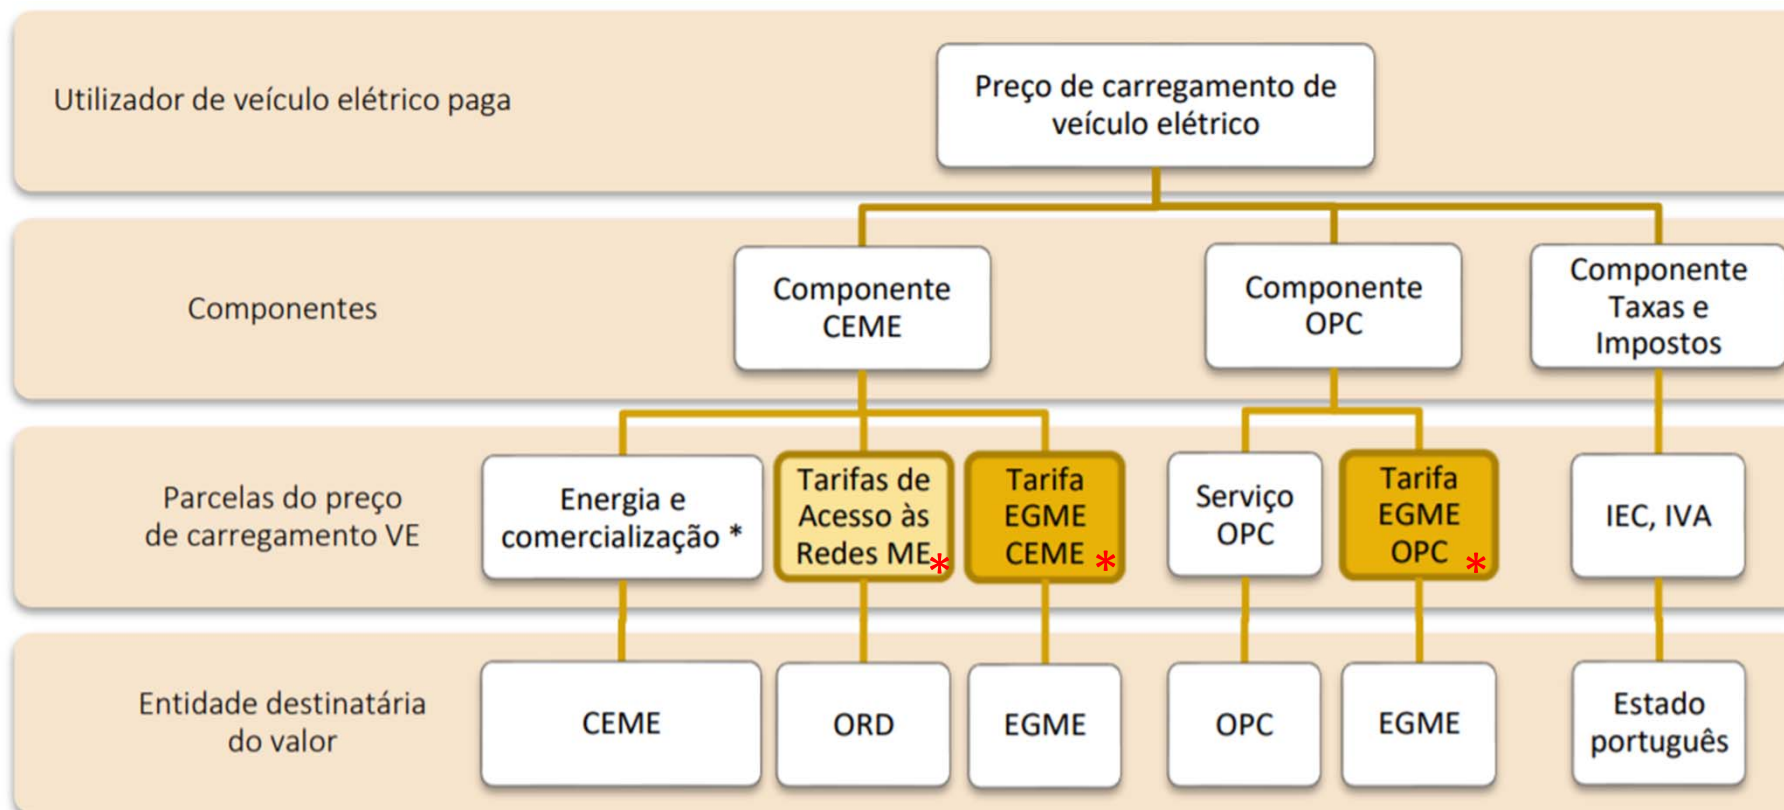 Utilizador de veículo elétrico paga
Preço de carregamento de
veículo elétrico
Componentes
Componente
CEME
Componente
OPC
Componente
Taxas e
Impostos
Parcelas do preço
de carregamento VE
Energia e
comercialização *
Tarifas de
Acesso às
Redes ME*
Tarifa
EGME
CEME *
Serviço
OPC
Tarifa
EGME
OPC *
IEC, IVA
Entidade destinatária
do valor
CEME
ORD
EGME
OPC
EGME
Estado
português